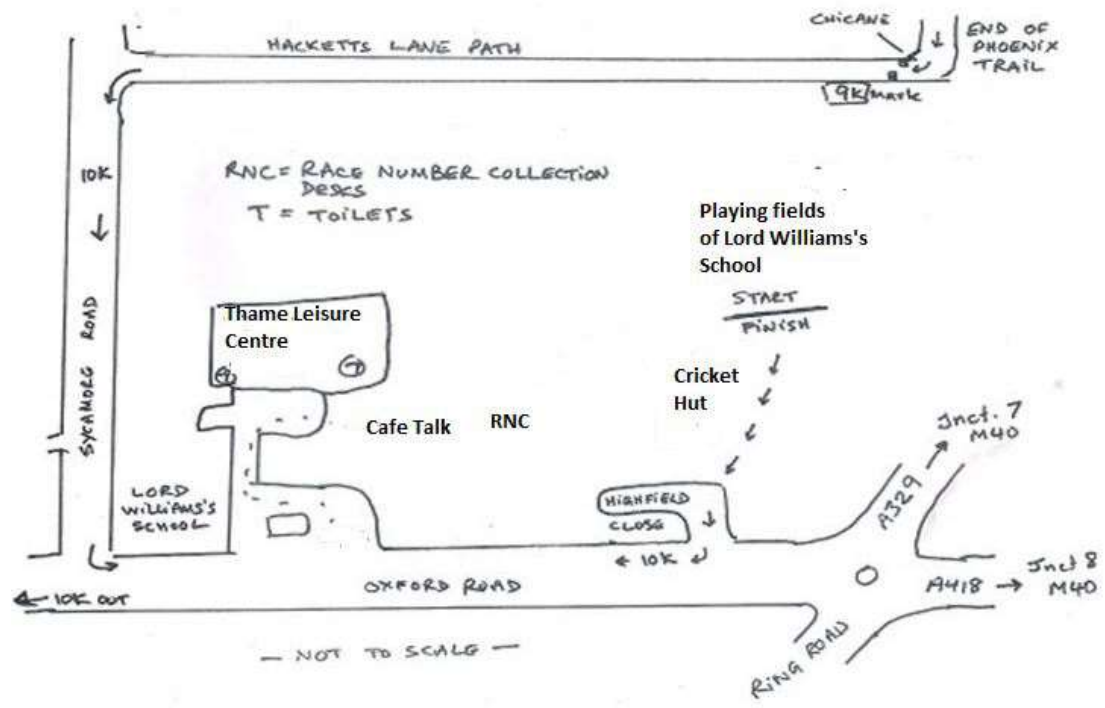 CHICANE
END OF
PHOENIX
TRAIL
HACKETTS LANE PATH
9K mark
10K
RNC = RACE NUMBER COLLECTION
DESKS
T = TOILETS
Playing fields
of Lord Williams's
School
START
FINISH
Thame Leisure
Centre
T
SYCAMORE ROAD
Cricket
Hut
Cafe Talk
RNC
Jnct. 7
M40
A329
LORD
WILLIAMS'S
SCHOOL
HIGHFIELD
CLOSE
← 10K
OXFORD ROAD
← 10K OUT
A418 →
Jnct 8
M40
RING ROAD
— NOT TO SCALE —